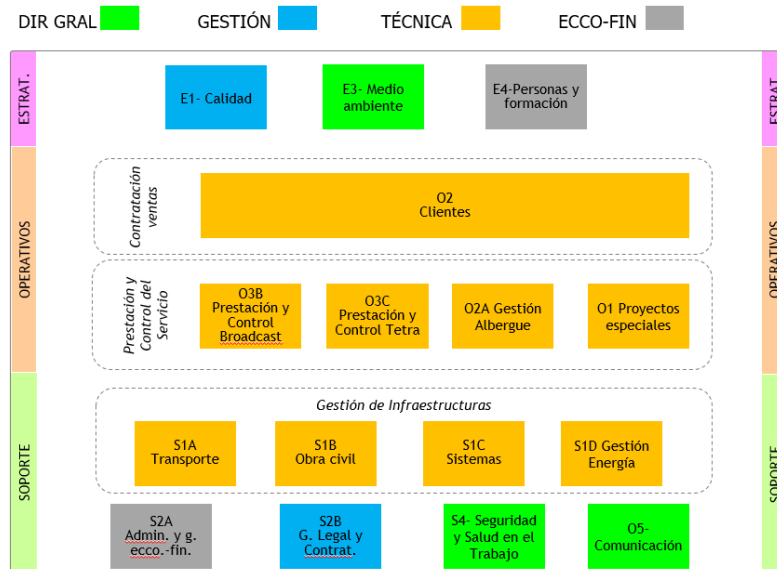 DIR GRAL GESTIÓN TÉCNICA ECCO-FIN
ESTRAT.
E1- Calidad
E3- Medio
ambiente
E4-Personas y
formación
ESTRAT.
OPERATIVOS
Contratación
ventas
O2
Clientes
OPERATIVOS
Prestación y
Control del
Servicio
O3B
Prestación y
Control
Broadcast
O3C
Prestación y
Control Tetra
O2A Gestión
Albergue
O1 Proyectos
especiales
SOPORTE
Gestión de Infraestructuras
S1A
Transporte
S1B
Obra civil
S1C
Sistemas
S1D Gestión
Energía
SOPORTE
S2A
Admin. y g.
ecco.-fin.
S2B
G. Legal y
Contrat.
S4- Seguridad
y Salud en el
Trabajo
O5-
Comunicación